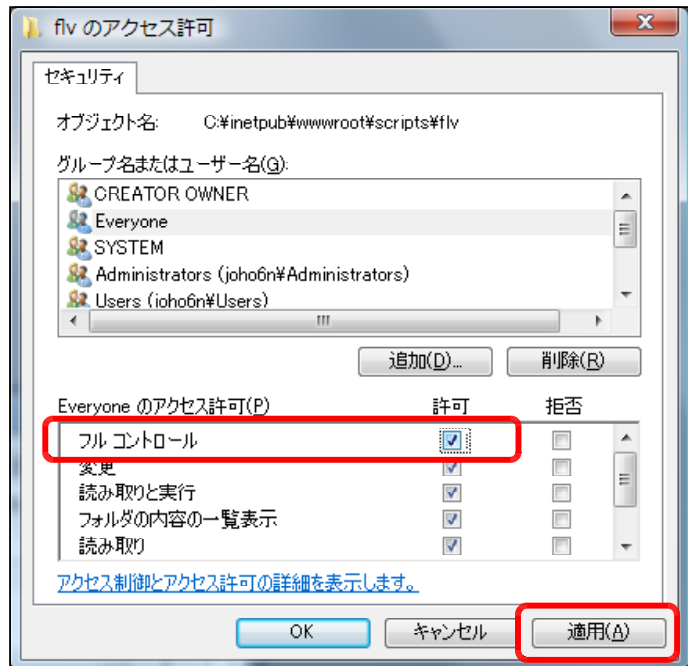 flv のアクセス許可
セキュリティ
オブジェクト名: C:¥inetpub¥wwwroot¥scripts¥flv
グループ名またはユーザー名(G):
CREATOR OWNER
Everyone
SYSTEM
Administrators (joho6n¥Administrators)
Users (joho6n¥Users)
追加(D)... 削除(R)
Everyone のアクセス許可(P) 許可 拒否
フル コントロール
変更
読み取りと実行
フォルダの内容の一覧表示
読み取り
アクセス制御とアクセス許可の詳細を表示します。
OK キャンセル 適用(A)